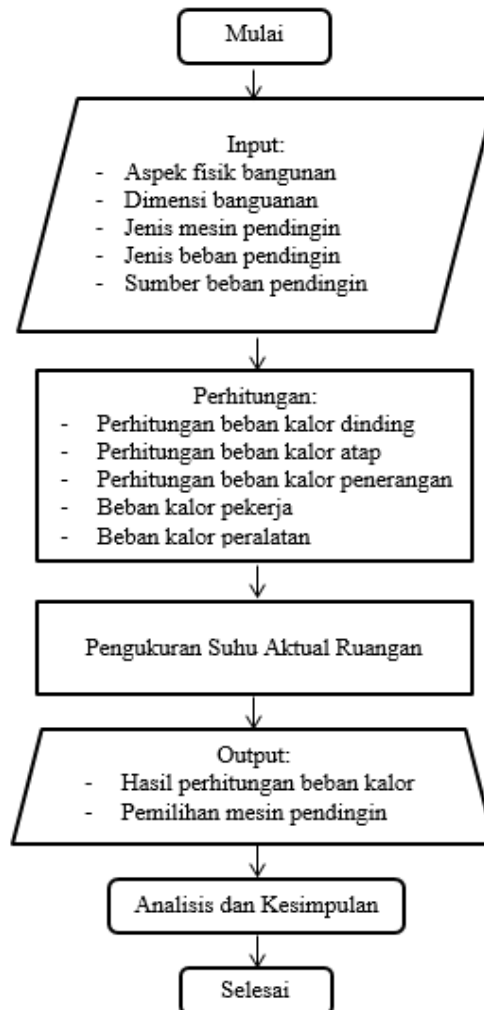 Mulai
Input:
- Aspek fisik bangunan
- Dimensi banguanan
- Jenis mesin pendingin
- Jenis beban pendingin
- Sumber beban pendingin
Perhitungan:
- Perhitungan beban kalor dinding
- Perhitungan beban kalor atap
- Perhitungan beban kalor penerangan
- Beban kalor pekerja
- Beban kalor peralatan
Pengukuran Suhu Aktual Ruangan
Output:
- Hasil perhitungan beban kalor
- Pemilihan mesin pendingin
Analisis dan Kesimpulan
Selesai